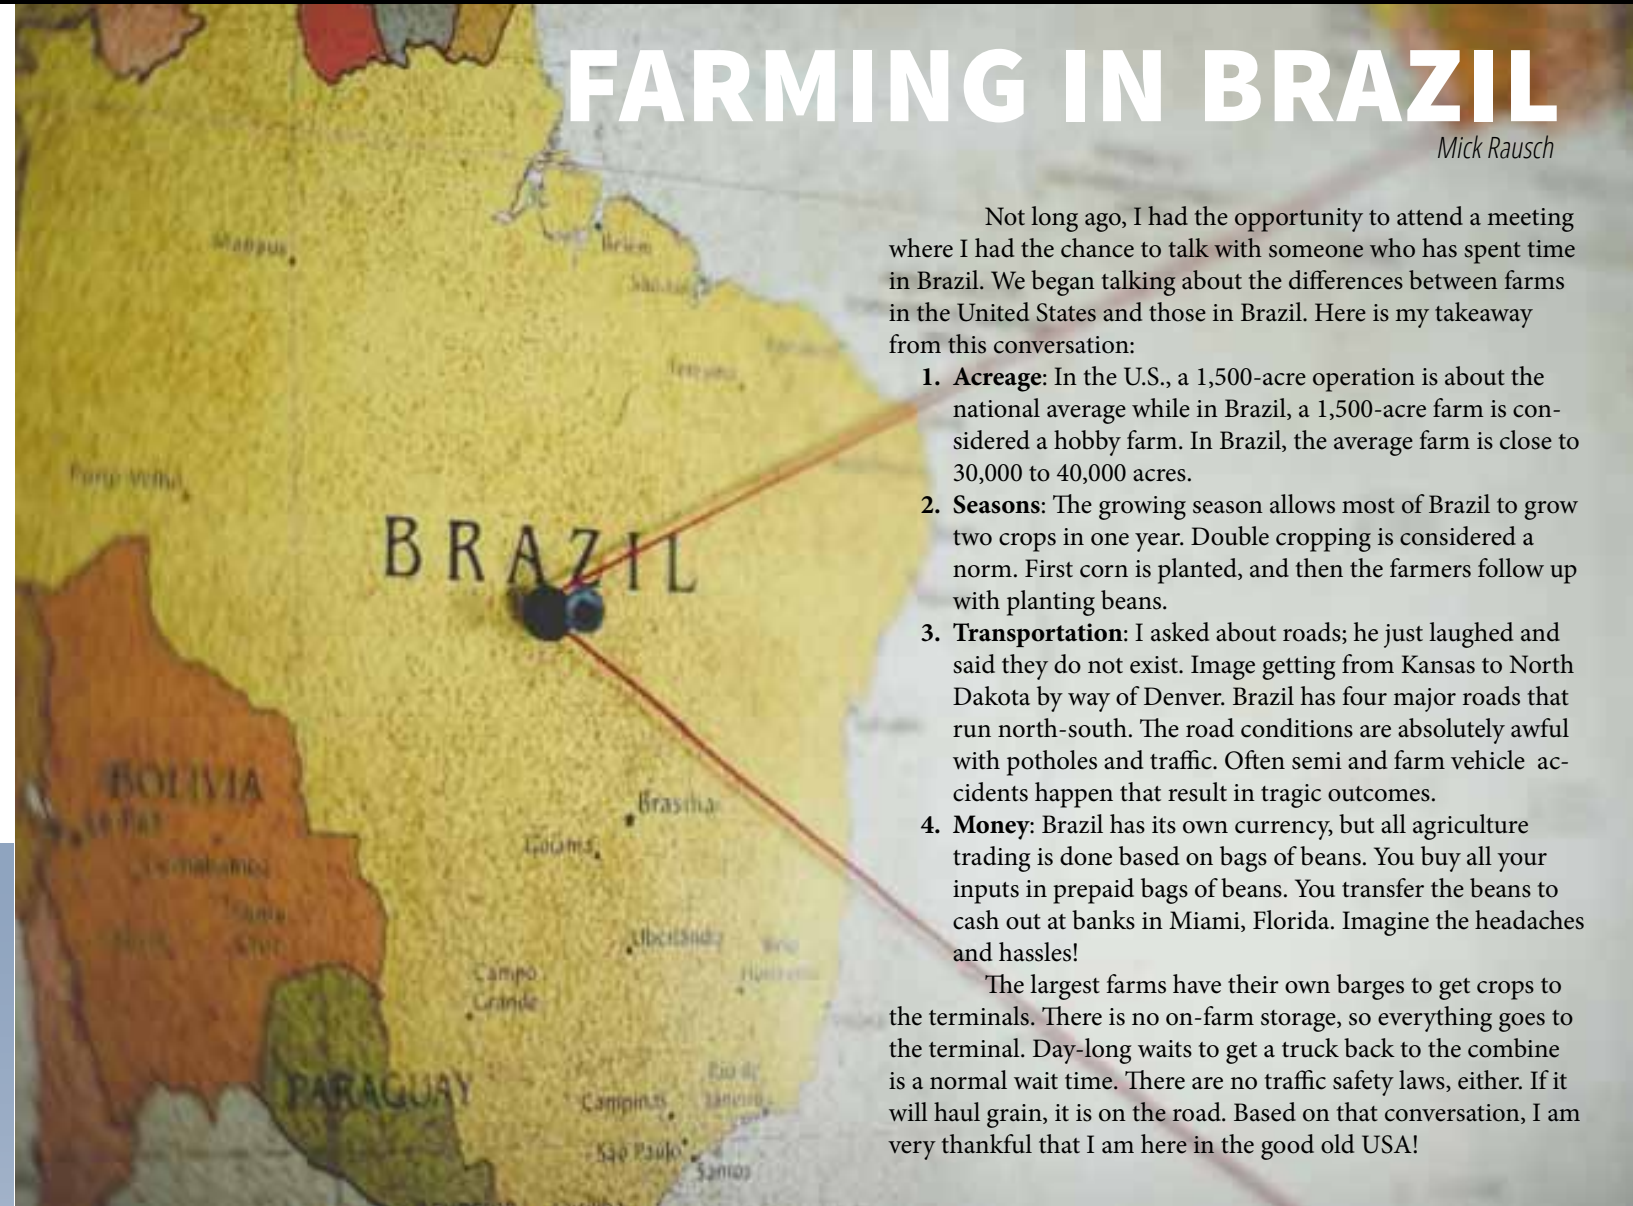 FARMING IN BRAZIL
Mick Rausch
Not long ago, I had the opportunity to attend a meeting
where I had the chance to talk with someone who has spent time
in Brazil. We began talking about the differences between farms
in the United States and those in Brazil. Here is my takeaway
from this conversation:
1. Acreage: In the U.S., a 1,500-acre operation is about the
national average while in Brazil, a 1,500-acre farm is con-
sidered a hobby farm. In Brazil, the average farm is close to
30,000 to 40,000 acres.
2. Seasons: The growing season allows most of Brazil to grow
two crops in one year. Double cropping is considered a
norm. First corn is planted, and then the farmers follow up
with planting beans.
3. Transportation: I asked about roads; he just laughed and
said they do not exist. Image getting from Kansas to North
Dakota by way of Denver. Brazil has four major roads that
run north-south. The road conditions are absolutely awful
with potholes and traffic. Often semi and farm vehicle ac-
cidents happen that result in tragic outcomes.
4. Money: Brazil has its own currency, but all agriculture
trading is done based on bags of beans. You buy all your
inputs in prepaid bags of beans. You transfer the beans to
cash out at banks in Miami, Florida. Imagine the headaches
and hassles!
The largest farms have their own barges to get crops to
the terminals. There is no on-farm storage, so everything goes to
the terminal. Day-long waits to get a truck back to the combine
is a normal wait time. There are no traffic safety laws, either. If it
will haul grain, it is on the road. Based on that conversation, I am
very thankful that I am here in the good old USA!
Manaus
Belém
Porto Velho
BRAZIL
BOLIVIA
La Paz
Brasília
Goiânia
Uberlândia
Campo
Grande
PARAGUAY
Rio de
Janeiro
Campinas
São Paulo
Santos